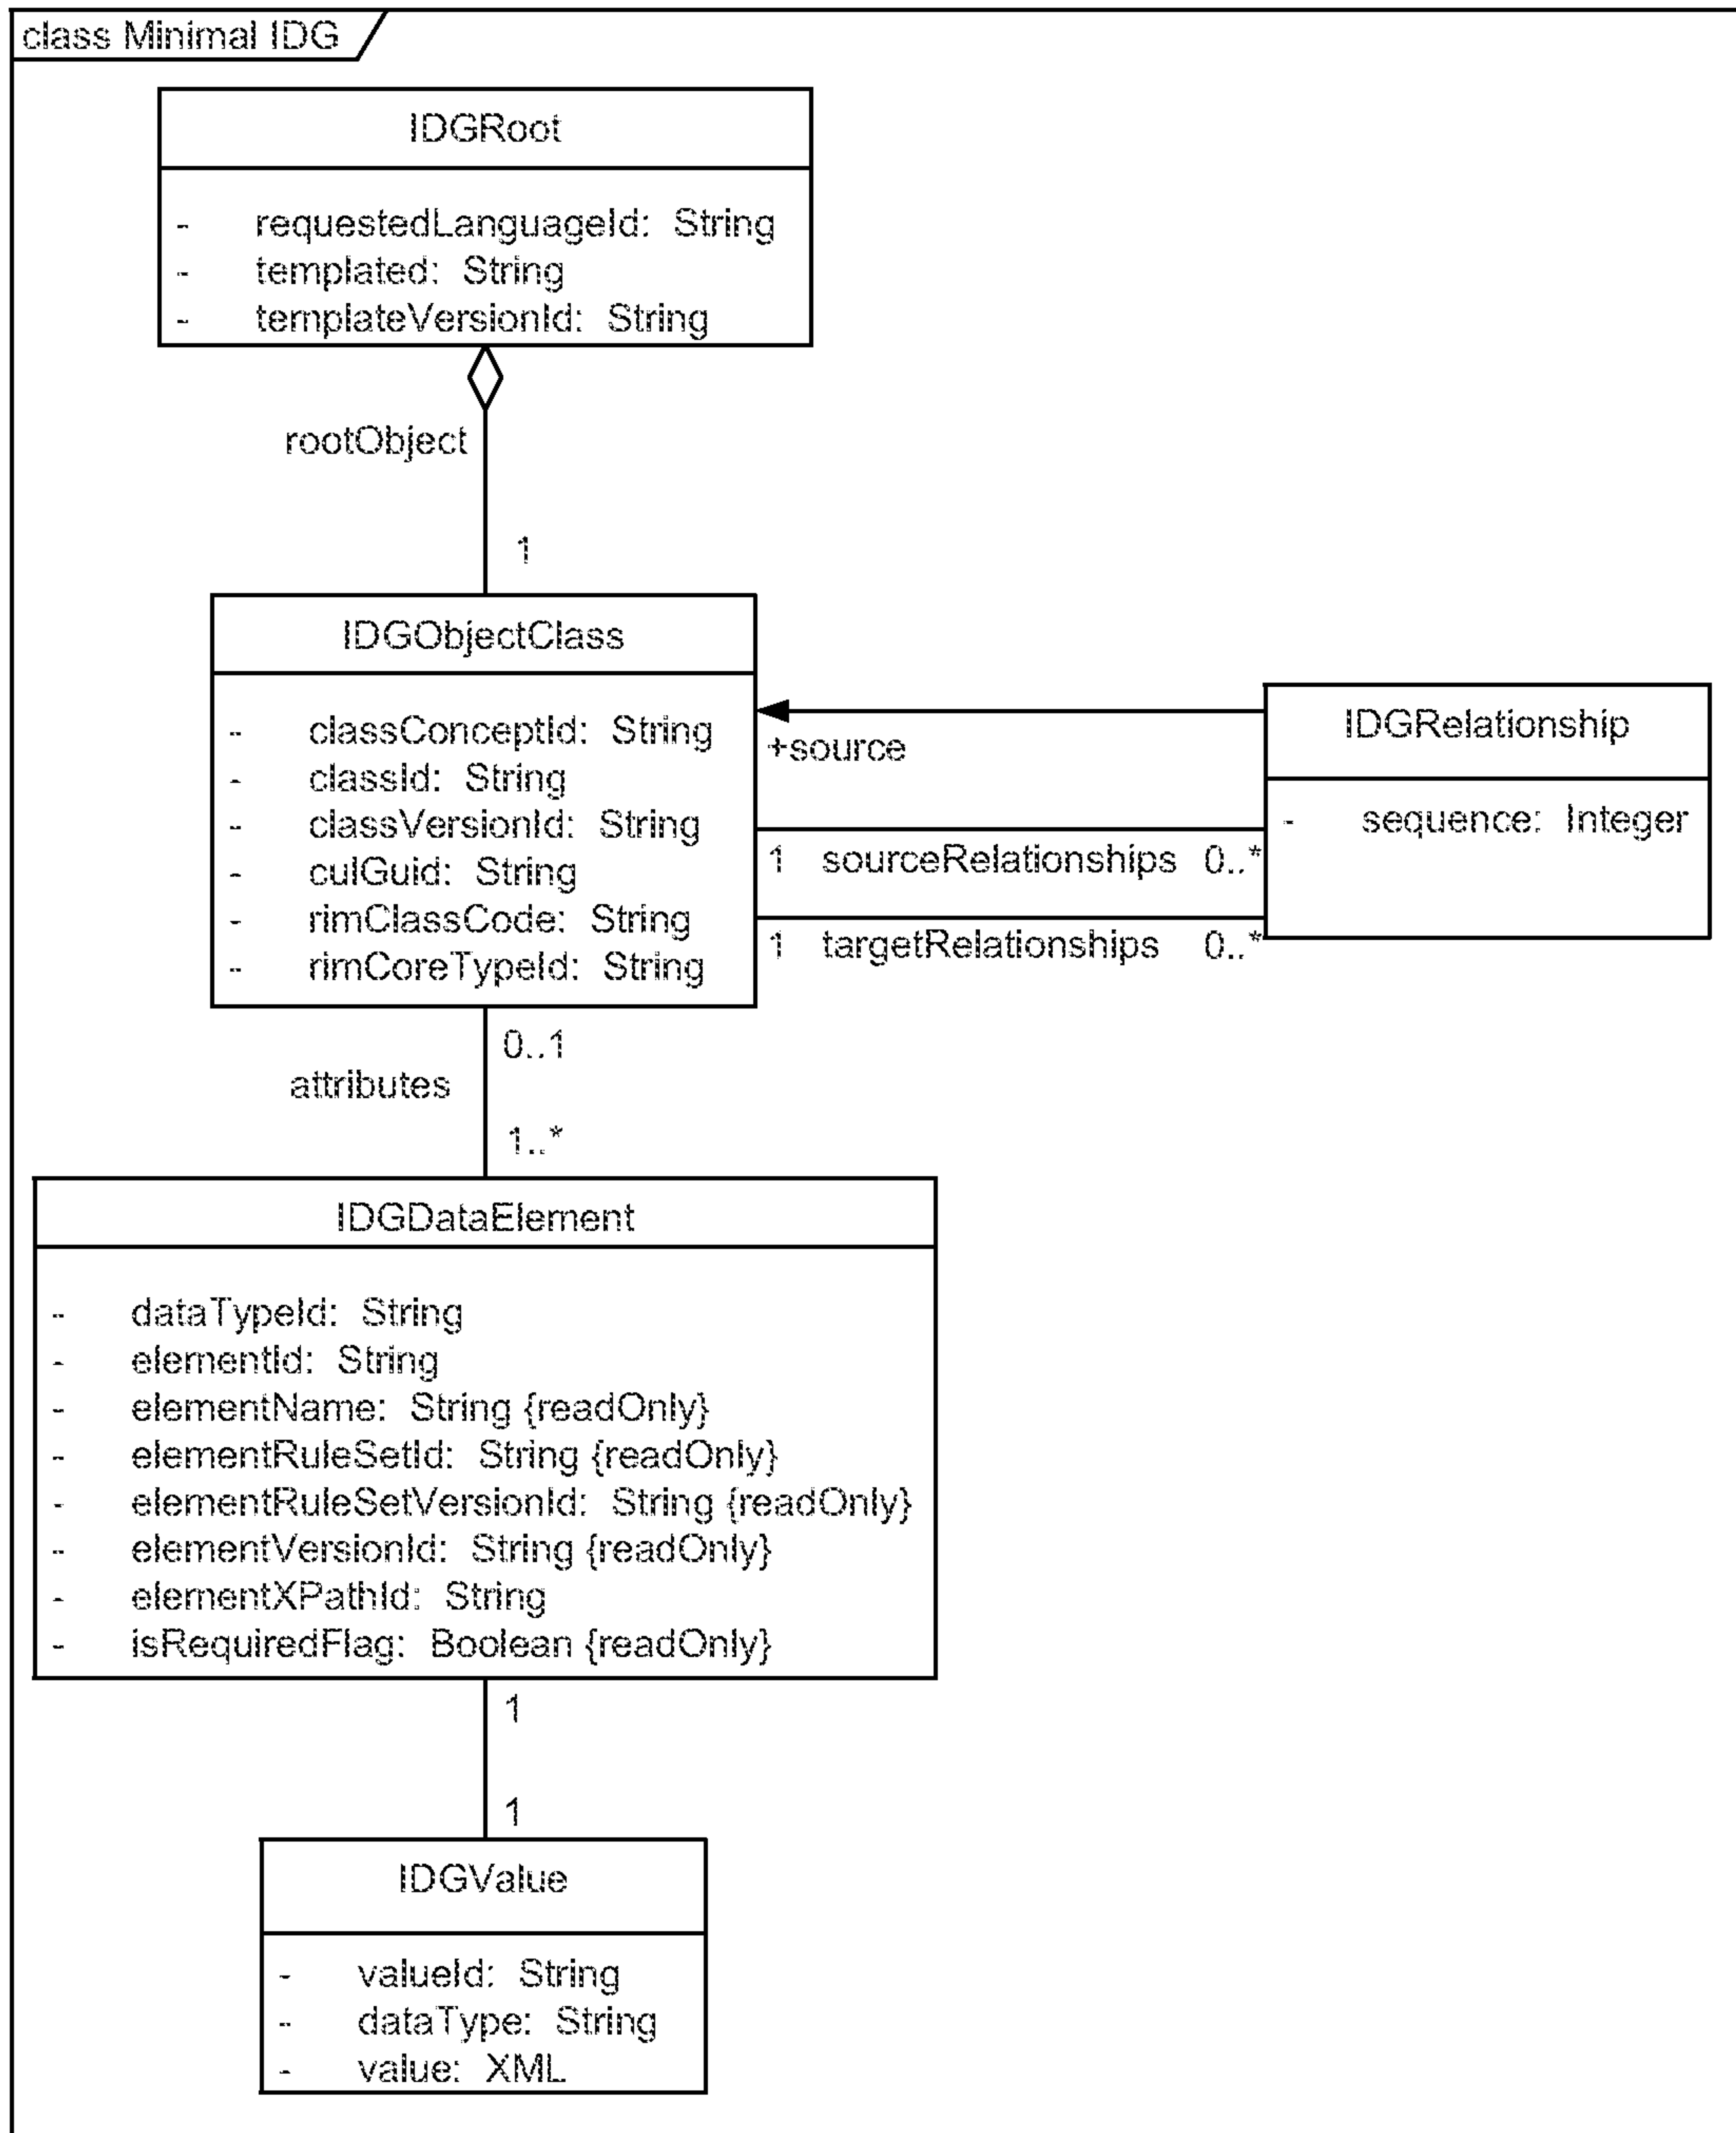 class Minimal IDG
IDGRoot
- requestedLanguageId: String
- templated: String
- templateVersionId: String
rootObject
1
IDGObjectClass
- classConceptId: String
- classId: String
- classVersionId: String
- culGuid: String
- rimClassCode: String
- rimCoreTypeId: String
+source
IDGRelationship
- sequence: Integer
1 sourceRelationships 0..*
1 targetRelationships 0..*
0..1
attributes
1..*
IDGDataElement
- dataTypeId: String
- elementId: String
- elementName: String {readOnly}
- elementRuleSetId: String {readOnly}
- elementRuleSetVersionId: String {readOnly}
- elementVersionId: String {readOnly}
- elementXPathId: String
- isRequiredFlag: Boolean {readOnly}
1
1
IDGValue
- valueId: String
- dataType: String
- value: XML